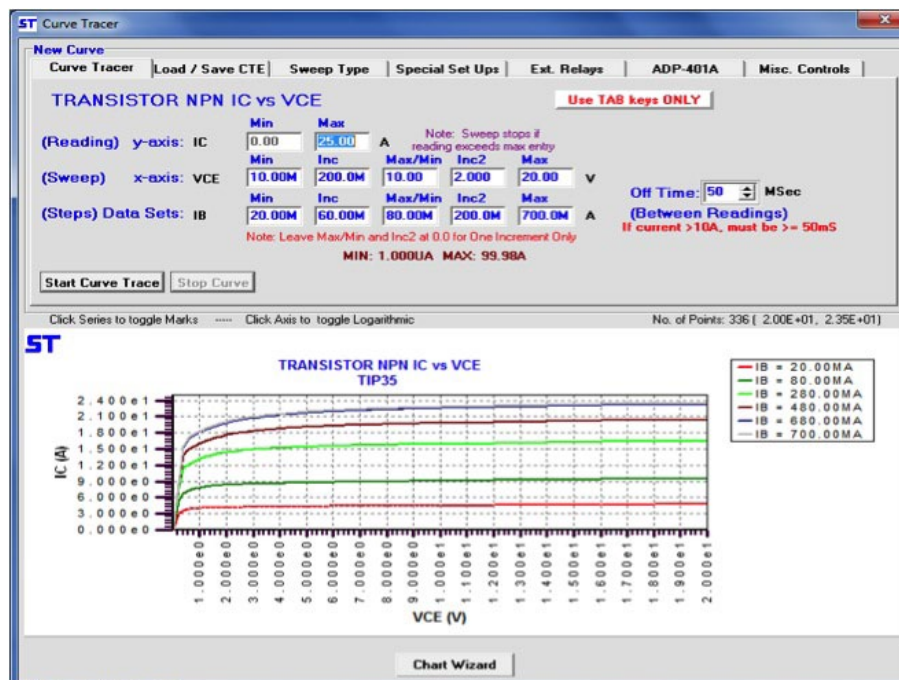 ST Curve Tracer
New Curve
Curve Tracer Load / Save CTE Sweep Type Special Set Ups Ext. Relays ADP-401A Misc. Controls
TRANSISTOR NPN IC vs VCE Use TAB keys ONLY
Min Max
(Reading) y-axis: IC 0.00 25.00 A Note: Sweep stops if
reading exceeds max entry
Min Inc Max/Min Inc2 Max
(Sweep) x-axis: VCE 10.00M 200.0M 10.00 2.000 20.00 V
Min Inc Max/Min Inc2 Max
Off Time: 50 MSec
(Steps) Data Sets: IB 20.00M 60.00M 80.00M 200.0M 700.0M A
(Between Readings)
If current >10A, must be >= 50mS
Note: Leave Max/Min and Inc2 at 0.0 for One Increment Only
MIN: 1.000UA MAX: 99.98A
Start Curve Trace Stop Curve
Click Series to toggle Marks ---- Click Axis to toggle Logarithmic No. of Points: 336 ( 2.00E+01, 2.35E+01)
ST
TRANSISTOR NPN IC vs VCE
TIP35
IB = 20.00MA
IB = 80.00MA
IB = 280.00MA
IB = 480.00MA
IB = 680.00MA
IB = 700.00MA
IC (A)
2.400e1
2.100e1
1.800e1
1.500e1
1.200e1
9.000e0
6.000e0
3.000e0
0.000e0
1.000e0
2.000e0
3.000e0
4.000e0
5.000e0
6.000e0
7.000e0
8.000e0
9.000e0
1.000e1
1.100e1
1.200e1
1.300e1
1.400e1
1.500e1
1.600e1
1.700e1
1.800e1
1.900e1
2.000e1
VCE (V)
Chart Wizard